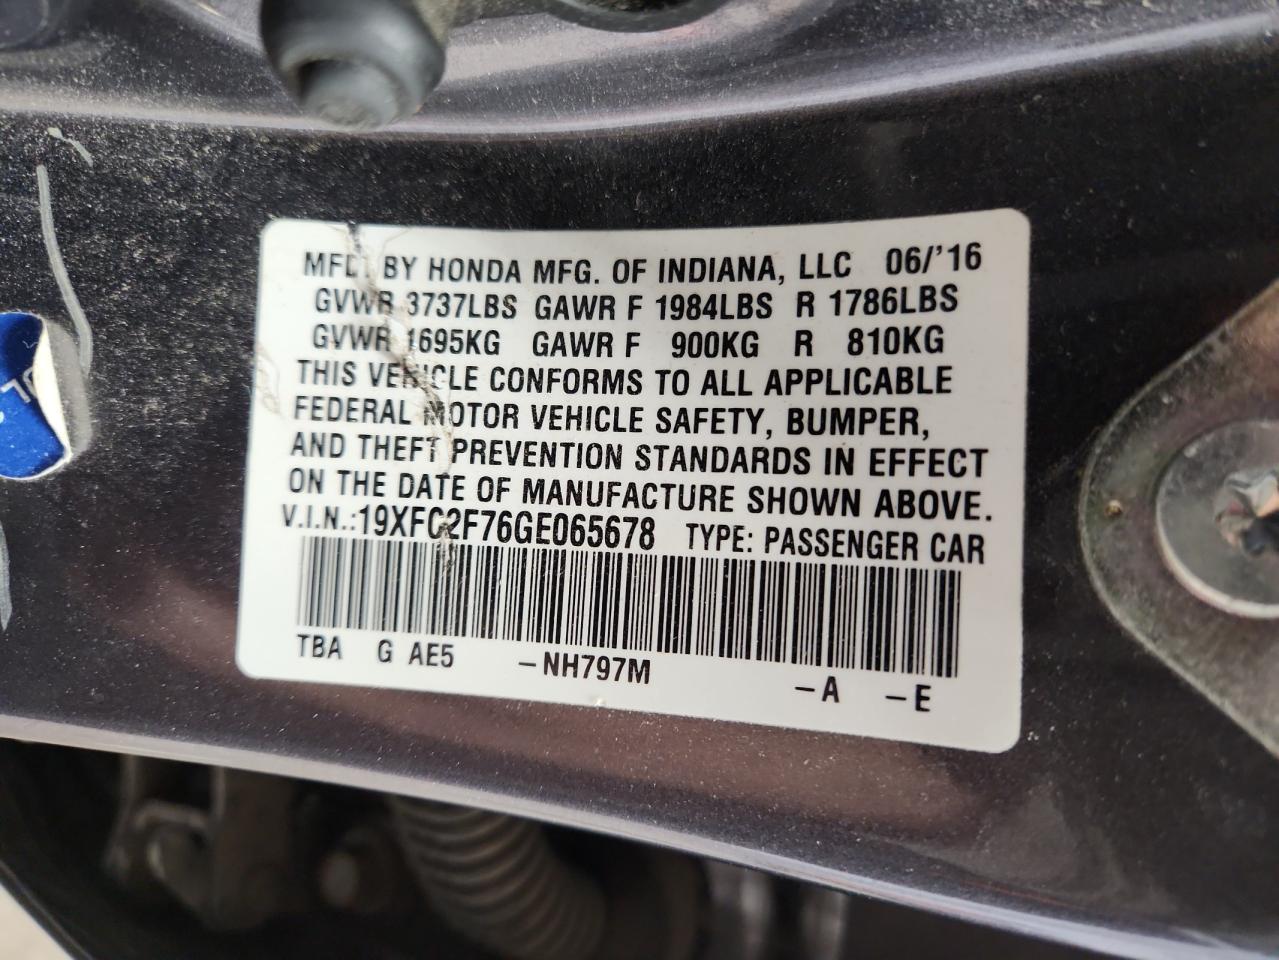 MFD BY HONDA MFG. OF INDIANA, LLC 06/'16
GVWR 3737LBS GAWR F 1984LBS R 1786LBS
GVWR 1695KG GAWR F 900KG R 810KG
THIS VEHICLE CONFORMS TO ALL APPLICABLE
FEDERAL MOTOR VEHICLE SAFETY, BUMPER,
AND THEFT PREVENTION STANDARDS IN EFFECT
ON THE DATE OF MANUFACTURE SHOWN ABOVE.
V.I.N.:19XFC2F76GE065678 TYPE: PASSENGER CAR
TBA G AE5 -NH797M -A -E